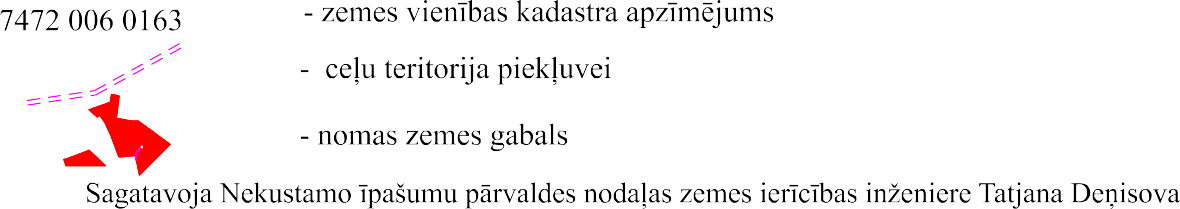 7472 006 0163 - zemes vienības kadastra apzīmējums
- ceļu teritorija piekļuvei
- nomas zemes gabals
Sagatavoja Nekustamo īpašumu pārvaldes nodaļas zemes ierīcības inženiere Tatjana Deņisova